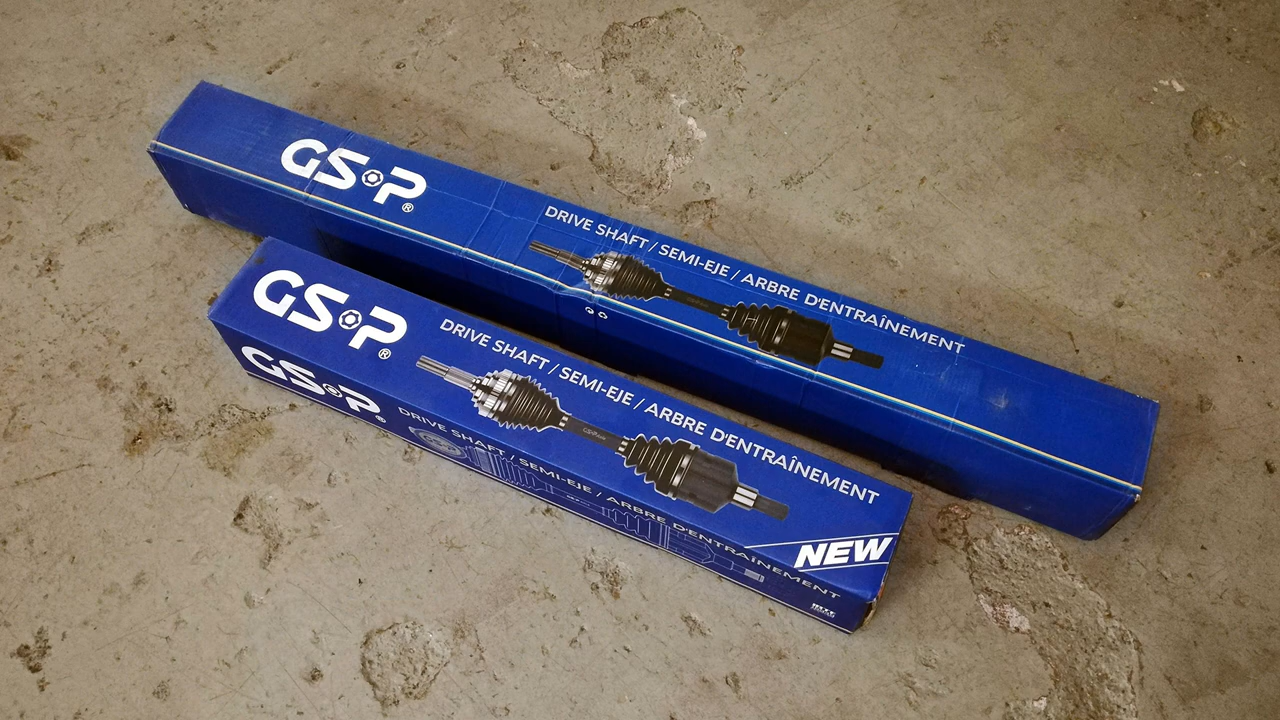 GSP®
DRIVE SHAFT / SEMI-EJE / ARBRE D'ENTRAÎNEMENT
GSP®
DRIVE SHAFT / SEMI-EJE / ARBRE D'ENTRAÎNEMENT
NEW
GSP®
DRIVE SHAFT / SEMI-EJE / ARBRE D'ENTRAÎNEMENT